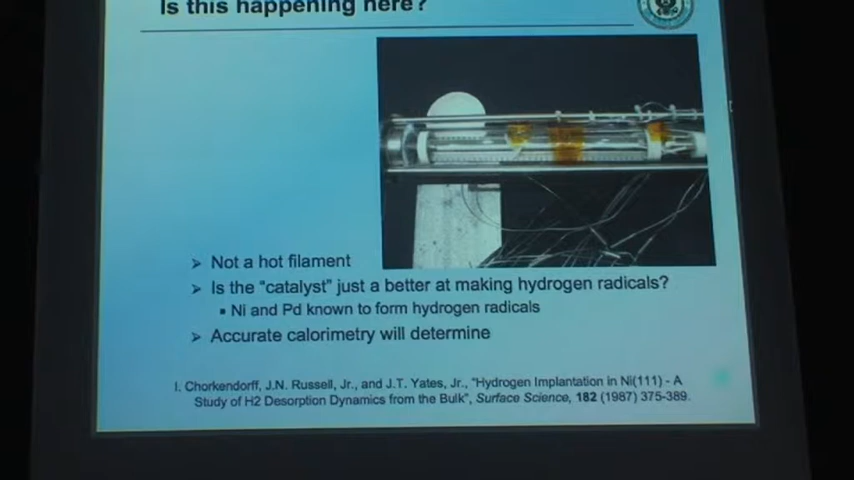 Is this happening here?
➢ Not a hot filament
➢ Is the "catalyst" just a better at making hydrogen radicals?
▪ Ni and Pd known to form hydrogen radicals
➢ Accurate calorimetry will determine
I. Chorkendorff, J.N. Russell, Jr., and J.T. Yates, Jr., "Hydrogen Implantation in Ni(111) - A
Study of H2 Desorption Dynamics from the Bulk", Surface Science, 182 (1987) 375-389.